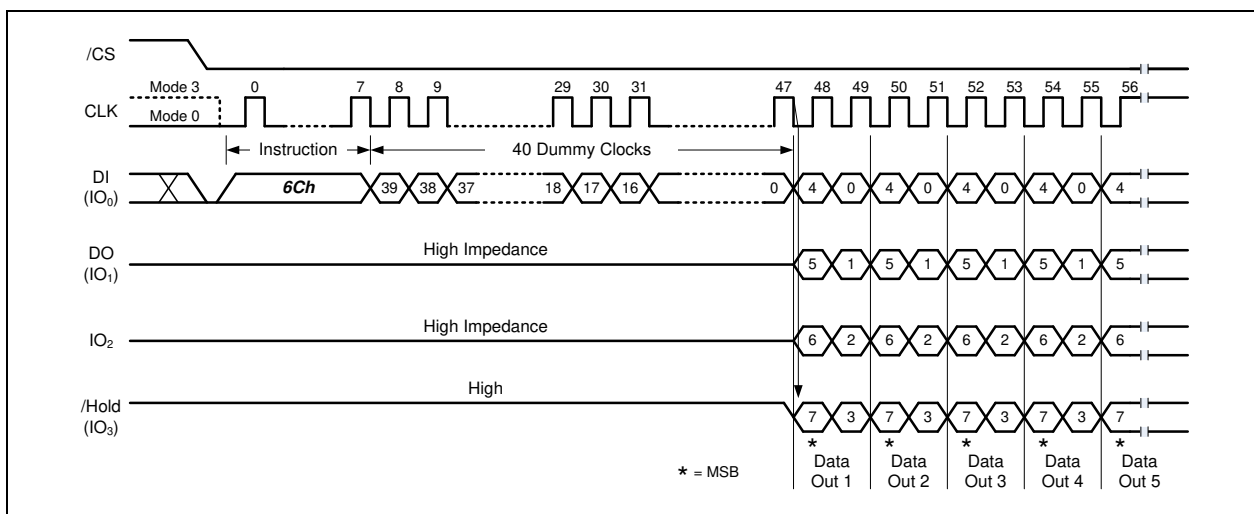 /CS
Mode 3 0 7 8 9 29 30 31 47 48 49 50 51 52 53 54 55 56
CLK
Mode 0
Instruction 40 Dummy Clocks
DI
(IO₀)
6Ch 39 38 37 18 17 16 0 4 0 4 0 4 0 4 0 4
DO
(IO₁)
High Impedance 5 1 5 1 5 1 5 1 5
IO₂
High Impedance 6 2 6 2 6 2 6 2 6
/Hold
(IO₃)
High 7 3 7 3 7 3 7 3 7
* * * * *
* = MSB
Data Out 1
Data Out 2
Data Out 3
Data Out 4
Data Out 5